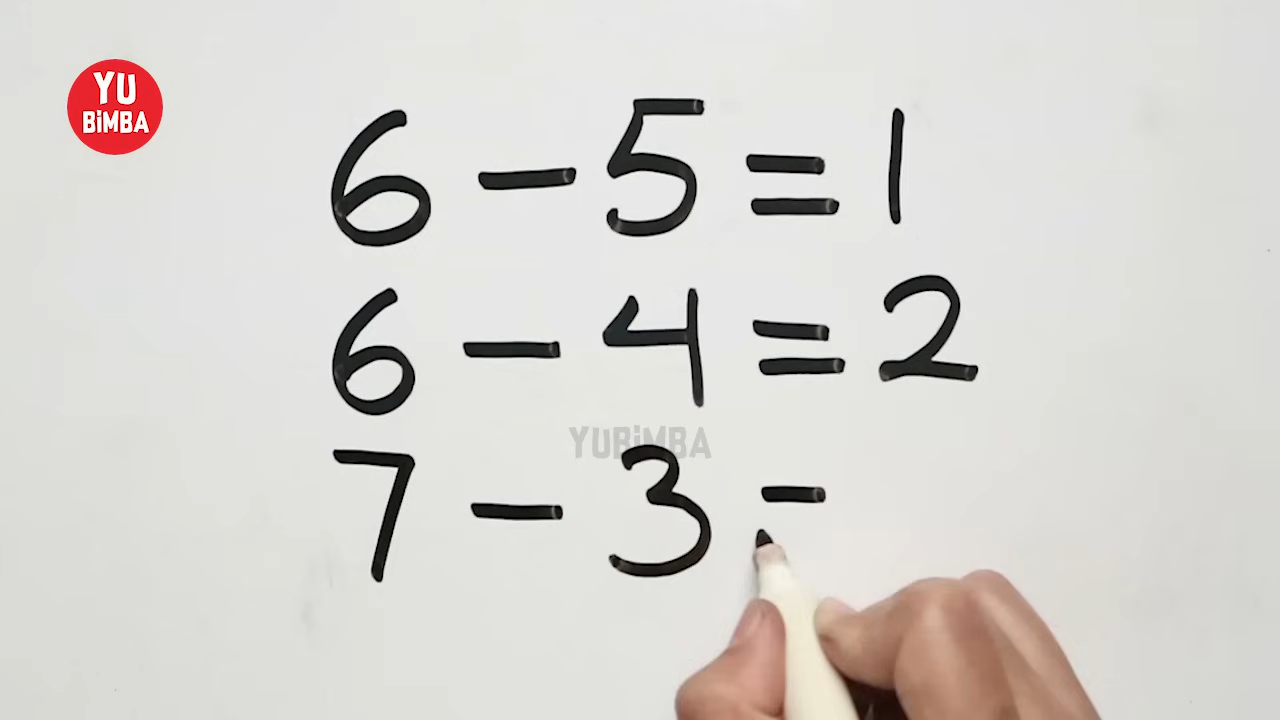 YU
BiMBA
6 - 5 = 1
6 - 4 = 2
YUBiMBA
7 - 3 -